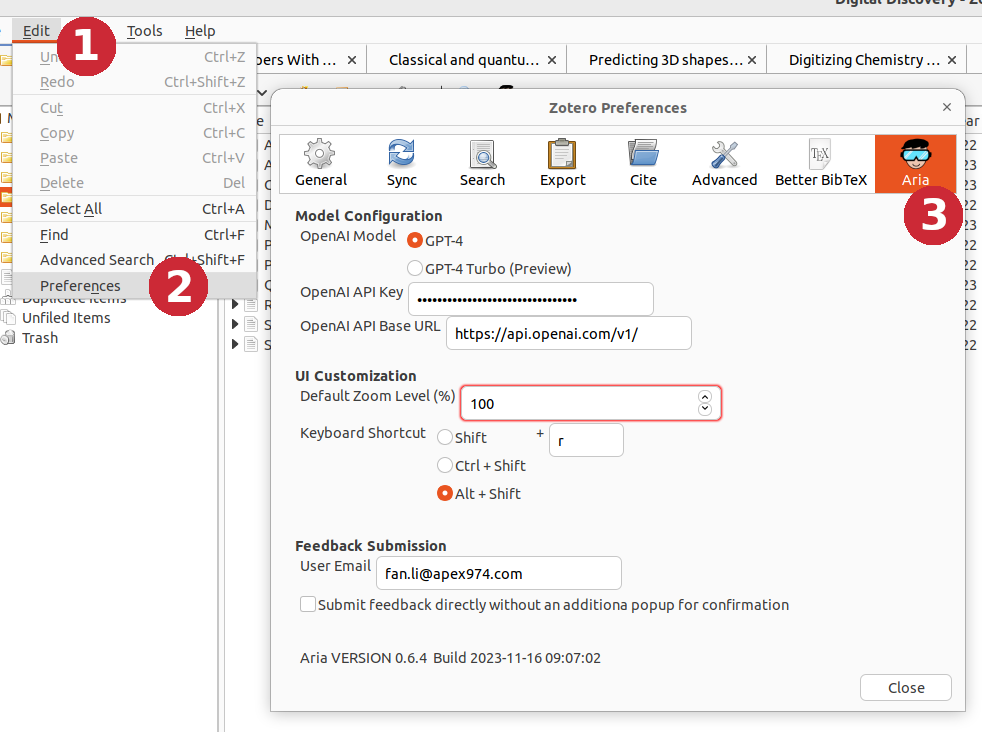 Digital Discovery - Zo
Edit Tools Help
1
Un Ctrl+Z
Redo Ctrl+Shift+Z
Cut Ctrl+X
Copy Ctrl+C
Paste Ctrl+V
Delete Del
Select All Ctrl+A
Find Ctrl+F
Advanced Search Ctrl+Shift+F
Preferences
2
Duplicate Items
Unfiled Items
Trash
pers With ... ×
Classical and quantu... ×
Predicting 3D shapes... ×
Digitizing Chemistry ... ×
Zotero Preferences ×
General Sync Search Export Cite Advanced Better BibTeX Aria
3
Model Configuration
OpenAI Model GPT-4
GPT-4 Turbo (Preview)
OpenAI API Key ••••••••••••••••••••••••••••••••
OpenAI API Base URL https://api.openai.com/v1/
UI Customization
Default Zoom Level (%) 100
Keyboard Shortcut Shift + r
Ctrl + Shift
Alt + Shift
Feedback Submission
User Email fan.li@apex974.com
Submit feedback directly without an additiona popup for confirmation
Aria VERSION 0.6.4 Build 2023-11-16 09:07:02
Close